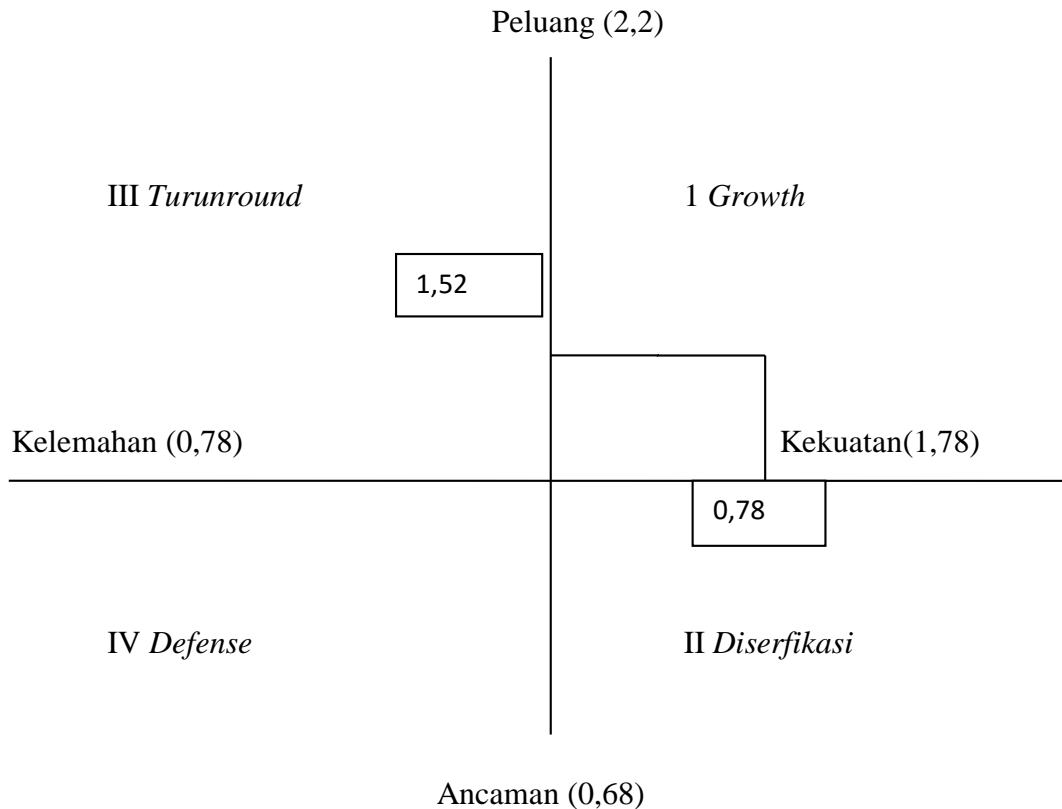 Peluang (2,2)
III Turunround
1 Growth
1,52
Kelemahan (0,78)
Kekuatan(1,78)
0,78
IV Defense
II Diserfikasi
Ancaman (0,68)